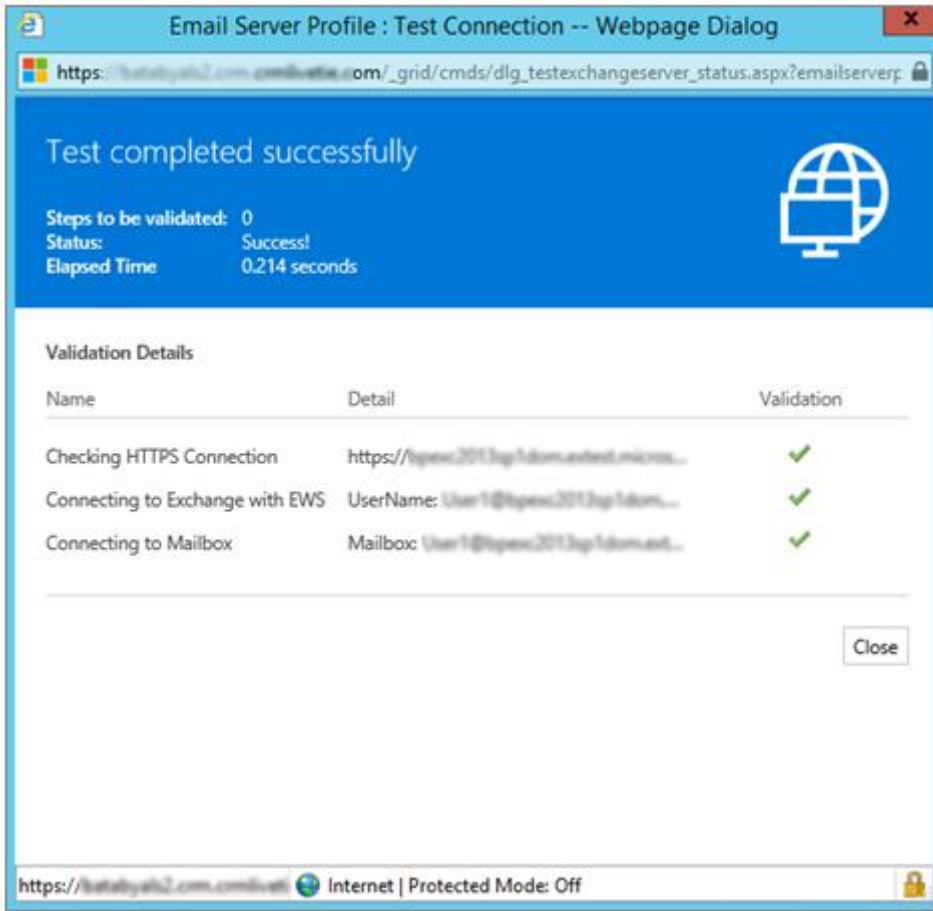 Email Server Profile : Test Connection -- Webpage Dialog
https: com/_grid/cmds/dlg_testexchangeserver_status.aspx?emailserverp
Test completed successfully
Steps to be validated: 0
Status: Success!
Elapsed Time 0.214 seconds
Validation Details
Name Detail Validation
Checking HTTPS Connection https://
Connecting to Exchange with EWS UserName:
Connecting to Mailbox Mailbox:
Close
https:// Internet | Protected Mode: Off